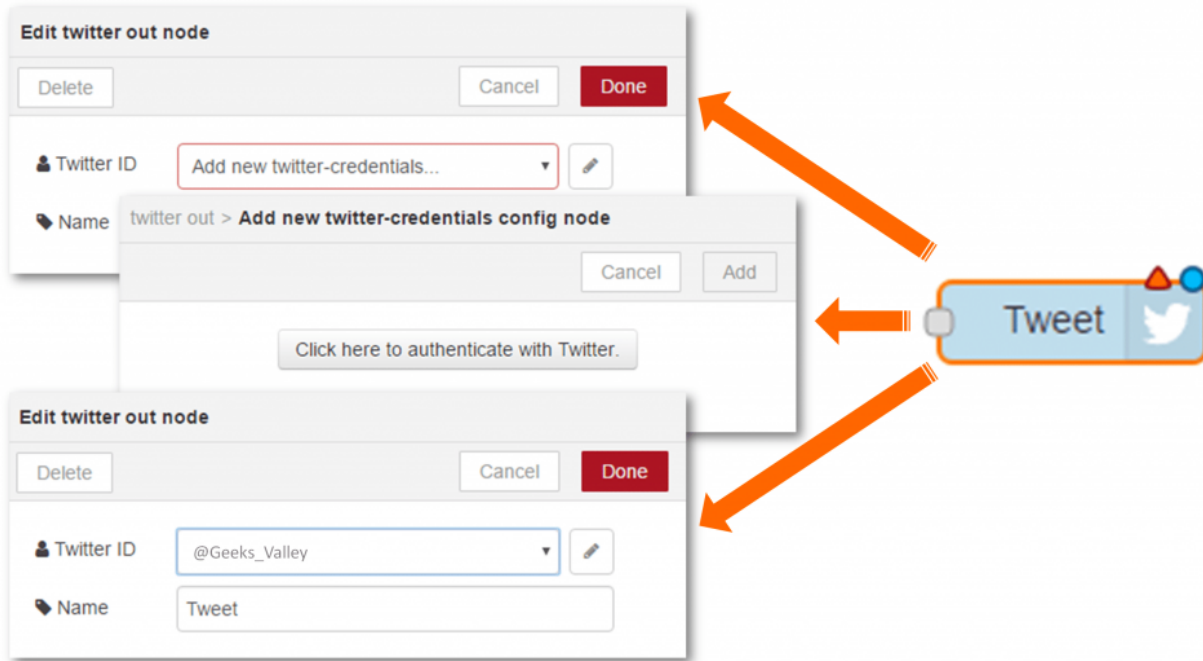 Edit twitter out node
Delete Cancel Done
Twitter ID Add new twitter-credentials...
Name
twitter out > Add new twitter-credentials config node
Cancel Add
Click here to authenticate with Twitter.
Edit twitter out node
Delete Cancel Done
Twitter ID @Geeks_Valley
Name Tweet
Tweet